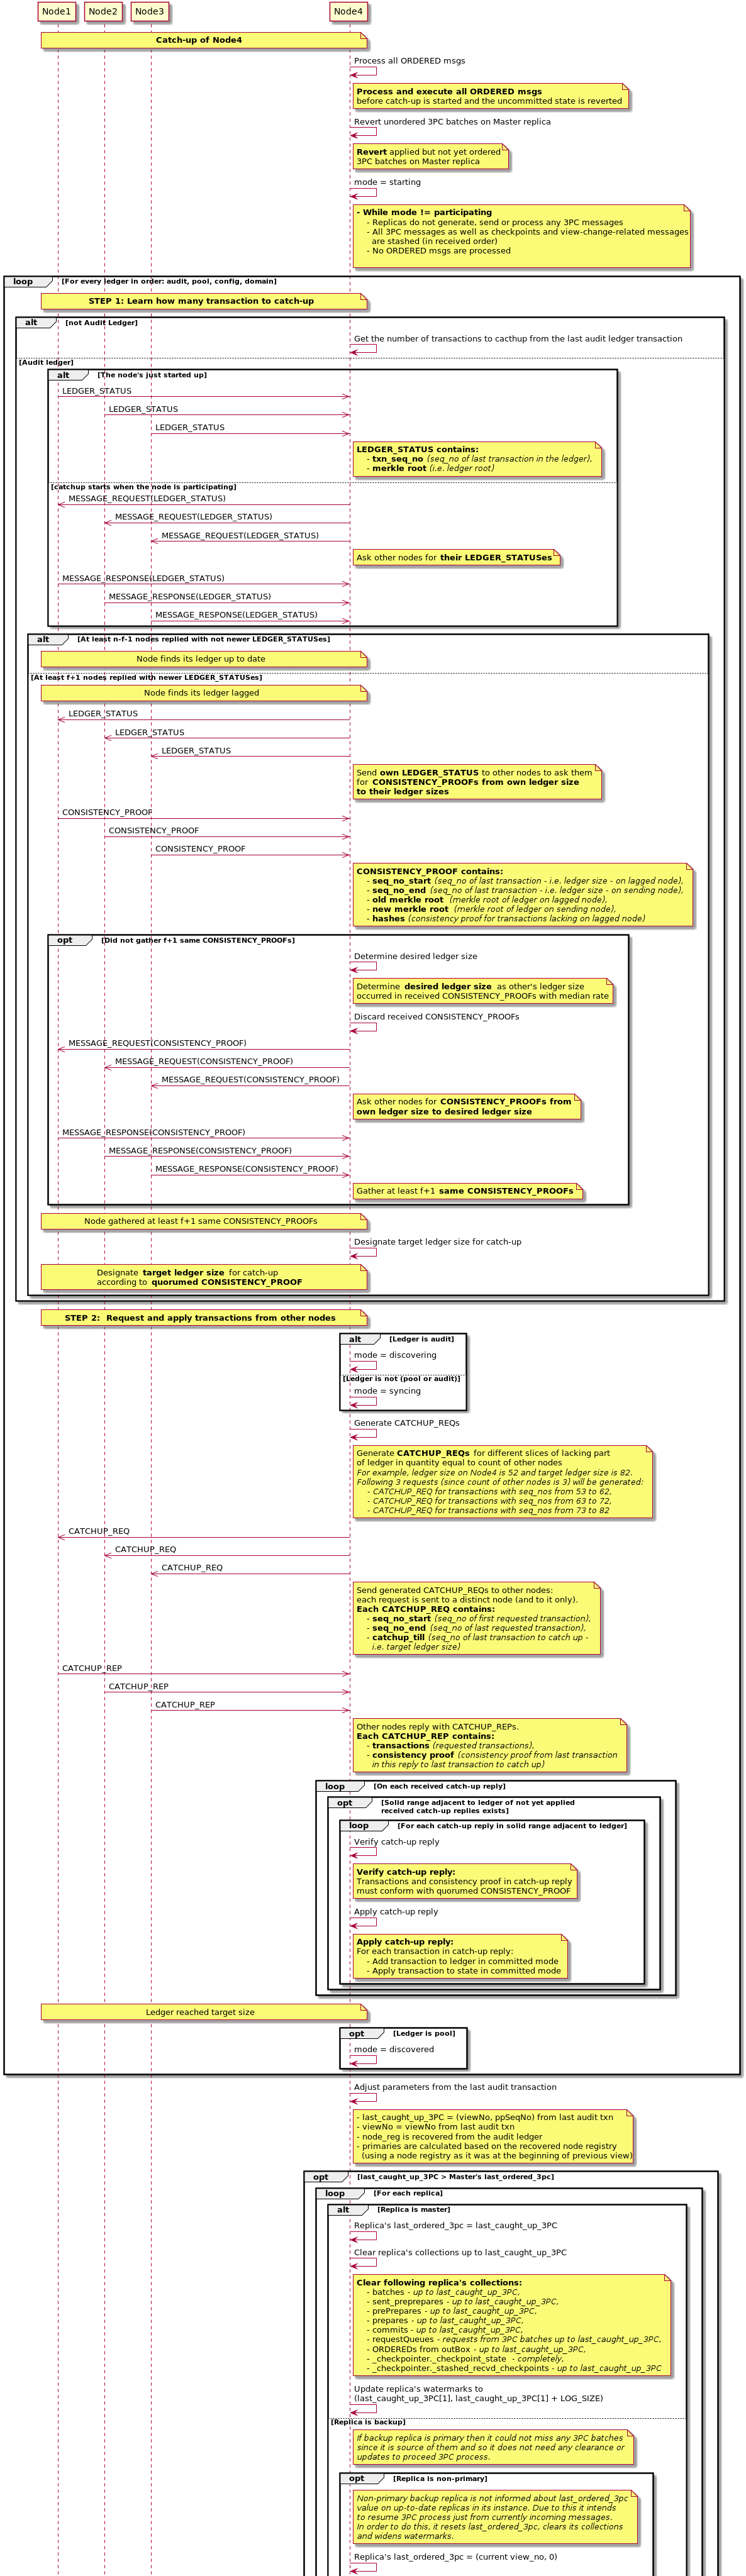 Node1 Node2 Node3 Node4
Catch-up of Node4
Process all ORDERED msgs
Process and execute all ORDERED msgs
before catch-up is started and the uncommitted state is reverted
Revert unordered 3PC batches on Master replica
Revert applied but not yet ordered
3PC batches on Master replica
mode = starting
- While mode != participating
- Replicas do not generate, send or process any 3PC messages
- All 3PC messages as well as checkpoints and view-change-related messages
are stashed (in received order)
- No ORDERED msgs are processed
loop [For every ledger in order: audit, pool, config, domain]
STEP 1: Learn how many transaction to catch-up
alt [not Audit Ledger]
Get the number of transactions to cacthup from the last audit ledger transaction
[Audit ledger]
alt [The node's just started up]
LEDGER_STATUS
LEDGER_STATUS
LEDGER_STATUS
LEDGER_STATUS contains:
- txn_seq_no (seq_no of last transaction in the ledger),
- merkle root (i.e. ledger root)
[catchup starts when the node is participating]
MESSAGE_REQUEST(LEDGER_STATUS)
MESSAGE_REQUEST(LEDGER_STATUS)
MESSAGE_REQUEST(LEDGER_STATUS)
Ask other nodes for their LEDGER_STATUSes
MESSAGE_RESPONSE(LEDGER_STATUS)
MESSAGE_RESPONSE(LEDGER_STATUS)
MESSAGE_RESPONSE(LEDGER_STATUS)
alt [At least n-f-1 nodes replied with not newer LEDGER_STATUSes]
Node finds its ledger up to date
[At least f+1 nodes replied with newer LEDGER_STATUSes]
Node finds its ledger lagged
LEDGER_STATUS
LEDGER_STATUS
LEDGER_STATUS
Send own LEDGER_STATUS to other nodes to ask them
for CONSISTENCY_PROOFs from own ledger size
to their ledger sizes
CONSISTENCY_PROOF
CONSISTENCY_PROOF
CONSISTENCY_PROOF
CONSISTENCY_PROOF contains:
- seq_no_start (seq_no of last transaction - i.e. ledger size - on lagged node),
- seq_no_end (seq_no of last transaction - i.e. ledger size - on sending node),
- old merkle root (merkle root of ledger on lagged node),
- new merkle root (merkle root of ledger on sending node),
- hashes (consistency proof for transactions lacking on lagged node)
opt [Did not gather f+1 same CONSISTENCY_PROOFs]
Determine desired ledger size
Determine desired ledger size as other's ledger size
occurred in received CONSISTENCY_PROOFs with median rate
Discard received CONSISTENCY_PROOFs
MESSAGE_REQUEST(CONSISTENCY_PROOF)
MESSAGE_REQUEST(CONSISTENCY_PROOF)
MESSAGE_REQUEST(CONSISTENCY_PROOF)
Ask other nodes for CONSISTENCY_PROOFs from
own ledger size to desired ledger size
MESSAGE_RESPONSE(CONSISTENCY_PROOF)
MESSAGE_RESPONSE(CONSISTENCY_PROOF)
MESSAGE_RESPONSE(CONSISTENCY_PROOF)
Gather at least f+1 same CONSISTENCY_PROOFs
Node gathered at least f+1 same CONSISTENCY_PROOFs
Designate target ledger size for catch-up
Designate target ledger size for catch-up
according to quorumed CONSISTENCY_PROOF
STEP 2: Request and apply transactions from other nodes
alt [Ledger is audit]
mode = discovering
[Ledger is not (pool or audit)]
mode = syncing
Generate CATCHUP_REQs
Generate CATCHUP_REQs for different slices of lacking part
of ledger in quantity equal to count of other nodes
For example, ledger size on Node4 is 52 and target ledger size is 82.
Following 3 requests (since count of other nodes is 3) will be generated:
- CATCHUP_REQ for transactions with seq_nos from 53 to 62,
- CATCHUP_REQ for transactions with seq_nos from 63 to 72,
- CATCHUP_REQ for transactions with seq_nos from 73 to 82
CATCHUP_REQ
CATCHUP_REQ
CATCHUP_REQ
Send generated CATCHUP_REQs to other nodes:
each request is sent to a distinct node (and to it only).
Each CATCHUP_REQ contains:
- seq_no_start (seq_no of first requested transaction),
- seq_no_end (seq_no of last requested transaction),
- catchup_till (seq_no of last transaction to catch up -
i.e. target ledger size)
CATCHUP_REP
CATCHUP_REP
CATCHUP_REP
Other nodes reply with CATCHUP_REPs.
Each CATCHUP_REP contains:
- transactions (requested transactions),
- consistency proof (consistency proof from last transaction
in this reply to last transaction to catch up)
loop [On each received catch-up reply]
opt [Solid range adjacent to ledger of not yet applied
received catch-up replies exists]
loop [For each catch-up reply in solid range adjacent to ledger]
Verify catch-up reply
Verify catch-up reply:
Transactions and consistency proof in catch-up reply
must conform with quorumed CONSISTENCY_PROOF
Apply catch-up reply
Apply catch-up reply:
For each transaction in catch-up reply:
- Add transaction to ledger in committed mode
- Apply transaction to state in committed mode
Ledger reached target size
opt [Ledger is pool]
mode = discovered
Adjust parameters from the last audit transaction
- last_caught_up_3PC = (viewNo, ppSeqNo) from last audit txn
- viewNo = viewNo from last audit txn
- node_reg is recovered from the audit ledger
- primaries are calculated based on the recovered node registry
(using a node registry as it was at the beginning of previous view)
opt [last_caught_up_3PC > Master's last_ordered_3pc]
loop [For each replica]
alt [Replica is master]
Replica's last_ordered_3pc = last_caught_up_3PC
Clear replica's collections up to last_caught_up_3PC
Clear following replica's collections:
- batches - up to last_caught_up_3PC,
- sent_preprepares - up to last_caught_up_3PC,
- prePrepares - up to last_caught_up_3PC,
- prepares - up to last_caught_up_3PC,
- commits - up to last_caught_up_3PC,
- requestQueues - requests from 3PC batches up to last_caught_up_3PC,
- ORDEREDs from outBox - up to last_caught_up_3PC,
- _checkpointer._checkpoint_state - completely,
- _checkpointer._stashed_recvd_checkpoints - up to last_caught_up_3PC
Update replica's watermarks to
(last_caught_up_3PC[1], last_caught_up_3PC[1] + LOG_SIZE)
[Replica is backup]
If backup replica is primary then it could not miss any 3PC batches
since it is source of them and so it does not need any clearance or
updates to proceed 3PC process.
opt [Replica is non-primary]
Non-primary backup replica is not informed about last_ordered_3pc
value on up-to-date replicas in its instance. Due to this it intends
to resume 3PC process just from currently incoming messages.
In order to do this, it resets last_ordered_3pc, clears its collections
and widens watermarks.
Replica's last_ordered_3pc = (current view_no, 0)